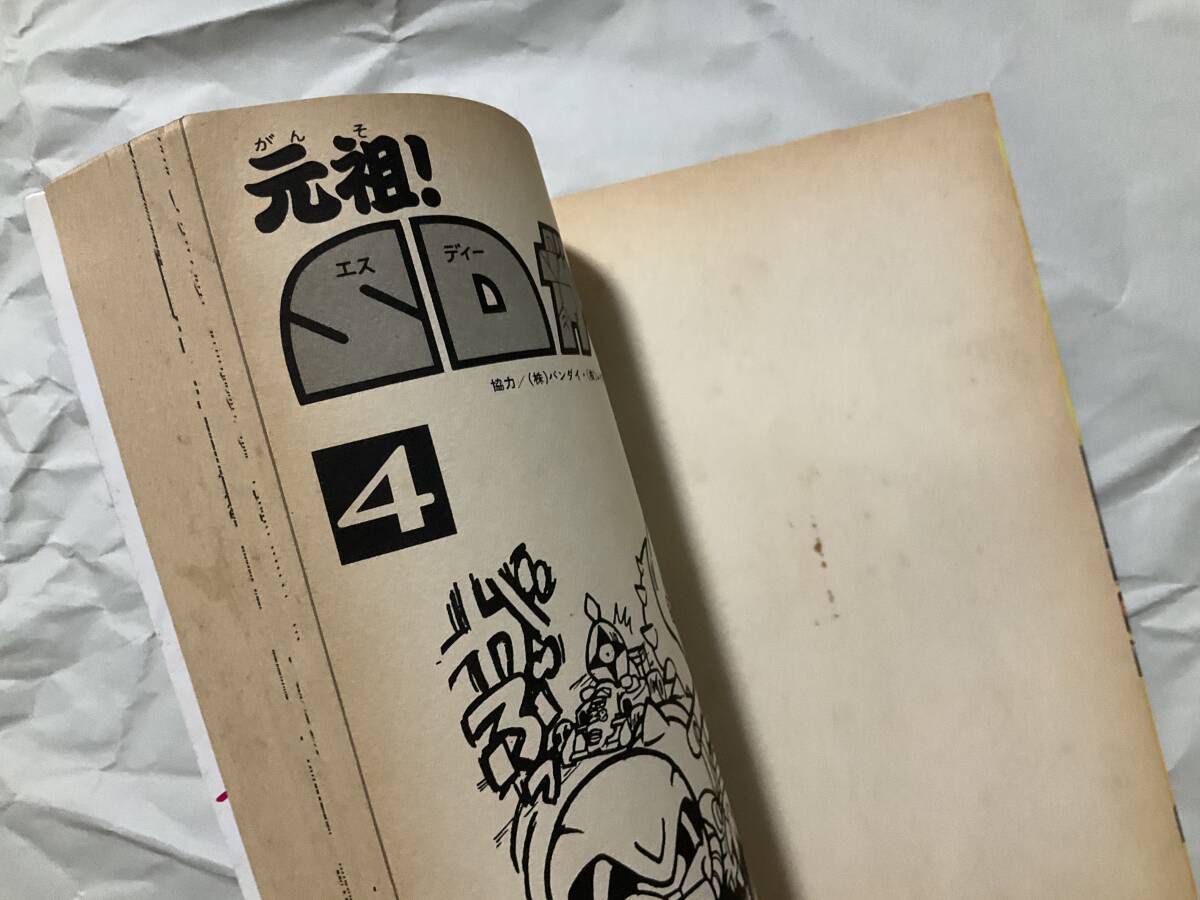 がんそ
元祖!
エス ディー
SD
協力/(株)バンダイ・(株)
4